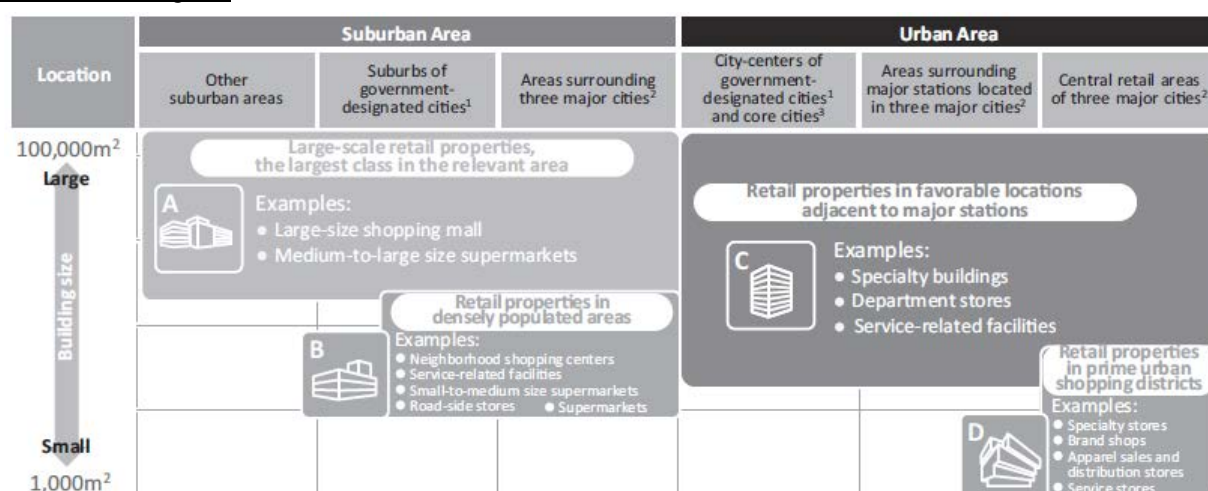 Suburban Area
Urban Area
Location
Other
suburban areas
Suburbs of
government-
designated cities¹
Areas surrounding
three major cities²
City-centers of
government-
designated cities¹
and core cities³
Areas surrounding
major stations located
in three major cities²
Central retail areas
of three major cities²
100,000m²
Large
Building size
Small
1,000m²
Large-scale retail properties,
the largest class in the relevant area
A
Examples:
● Large-size shopping mall
● Medium-to-large size supermarkets
Retail properties in
densely populated areas
B
Examples:
● Neighborhood shopping centers
● Service-related facilities
● Small-to-medium size supermarkets
● Road-side stores ● Supermarkets
Retail properties in favorable locations
adjacent to major stations
C
Examples:
● Specialty buildings
● Department stores
● Service-related facilities
Retail properties
in prime urban
shopping districts
D
Examples:
● Specialty stores
● Brand shops
● Apparel sales and
distribution stores
● Service stores